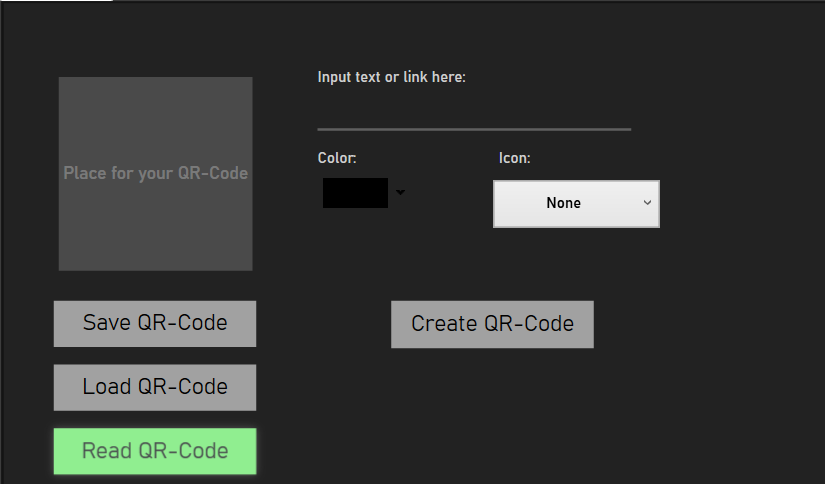 Input text or link here:
Place for your QR-Code
Color:
Icon:
None
Save QR-Code
Create QR-Code
Load QR-Code
Read QR-Code